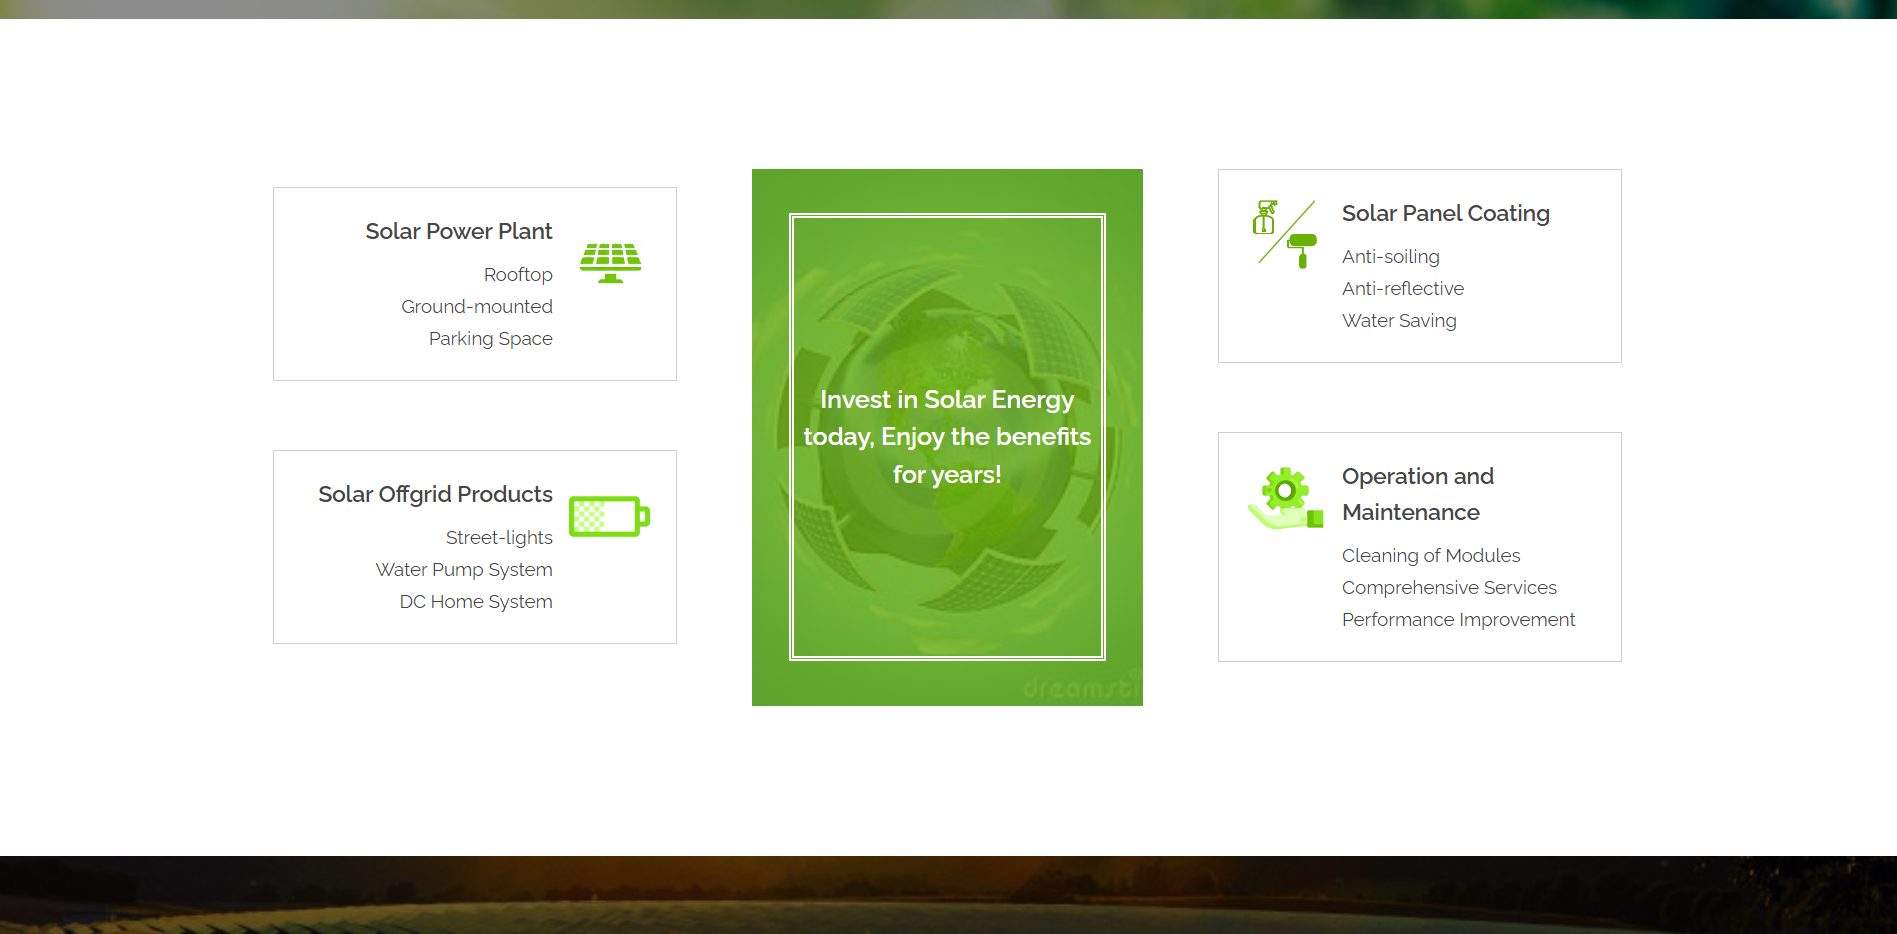 Solar Power Plant
Rooftop
Ground-mounted
Parking Space
Solar Offgrid Products
Street-lights
Water Pump System
DC Home System
Invest in Solar Energy
today, Enjoy the benefits
for years!
dreamsti
Solar Panel Coating
Anti-soiling
Anti-reflective
Water Saving
Operation and
Maintenance
Cleaning of Modules
Comprehensive Services
Performance Improvement